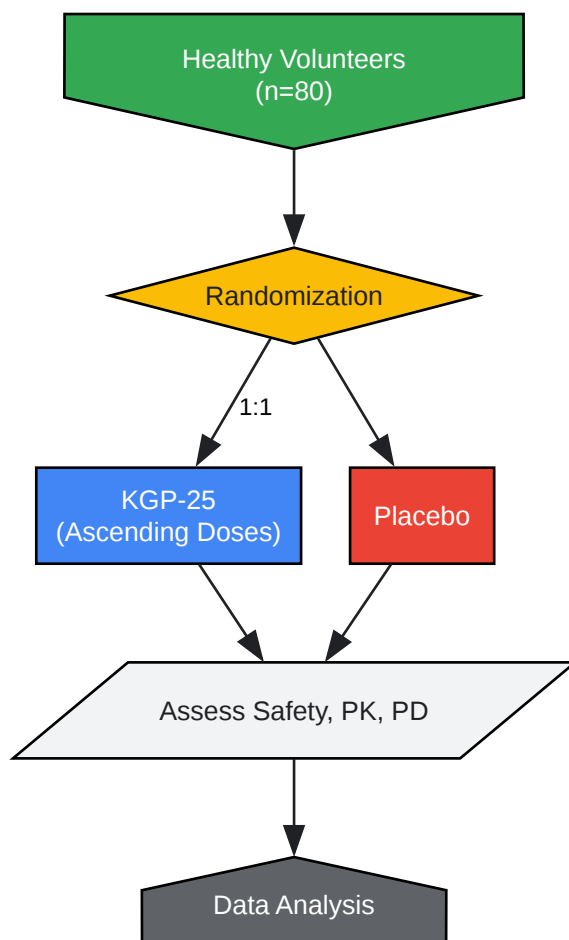 Healthy Volunteers
(n=80)
Randomization
1:1
KGP-25
(Ascending Doses)
Placebo
Assess Safety, PK, PD
Data Analysis